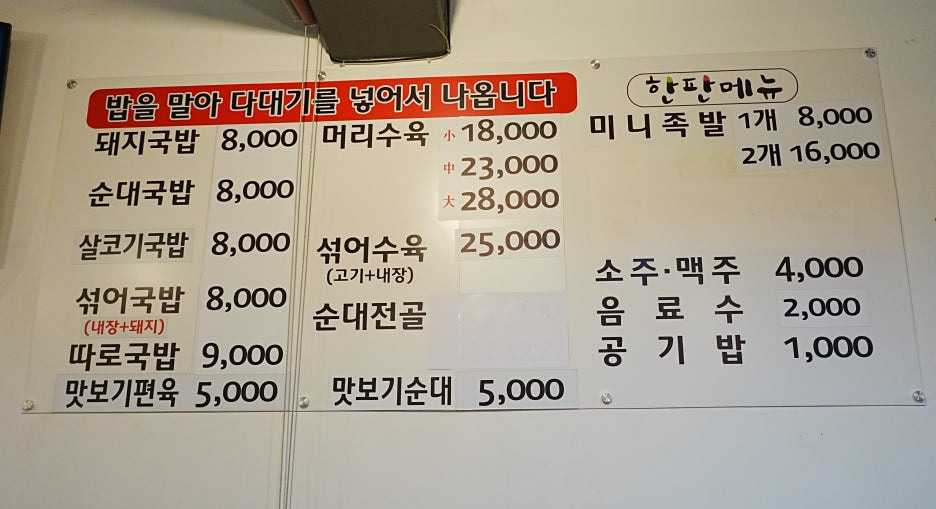 밥을 말아 다대기를 넣어서 나옵니다
돼지국밥 8,000
순대국밥 8,000
살코기국밥 8,000
섞어국밥 8,000
(내장+돼지)
따로국밥 9,000
맛보기편육 5,000
머리수육 小 18,000
中 23,000
大 28,000
섞어수육 25,000
(고기+내장)
순대전골
맛보기순대 5,000
한판메뉴
미니족발 1개 8,000
2개 16,000
소주·맥주 4,000
음료수 2,000
공기밥 1,000